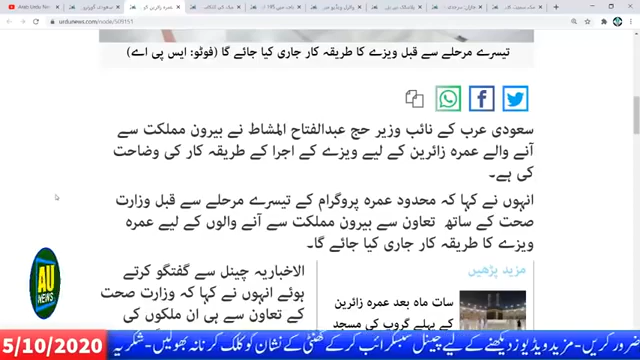 urdunews.com/node/509151
تیسرے مرحلے سے قبل ویزے کا طریقہ کار جاری کیا جائے گا (فوٹو: ایس پی اے)
سعودی عرب کے نائب وزیر حج عبدالفتاح المشاط نے بیرون مملکت سے
آنے والے عمرہ زائرین کے لیے ویزے کے اجرا کے طریقہ کار کی وضاحت
کی ہے۔
انہوں نے کہا کہ محدود عمرہ پروگرام کے تیسرے مرحلے سے قبل وزارت
صحت کے ساتھ تعاون سے بیرون مملکت سے آنے والوں کے لیے عمرہ
ویزے کا طریقہ کار جاری کیا جائے گا۔
مزید پڑھیں
الاخباریہ چینل سے گفتگو کرتے
ہوئے انہوں نے کہا کہ وزارت صحت
کے تعاون سے ہی ان ملکوں کی
سات ماہ بعد عمرہ زائرین
کے پہلے گروپ کی مسجد
AU
NEWS
5/10/2020
ضرور کریں۔ مزید ویڈیوز دیکھنے کے لیے چینل سبسکرائب کر کے گھنٹی کے نشان کو کلک کرنا نہ بھولیں۔ شکریہ